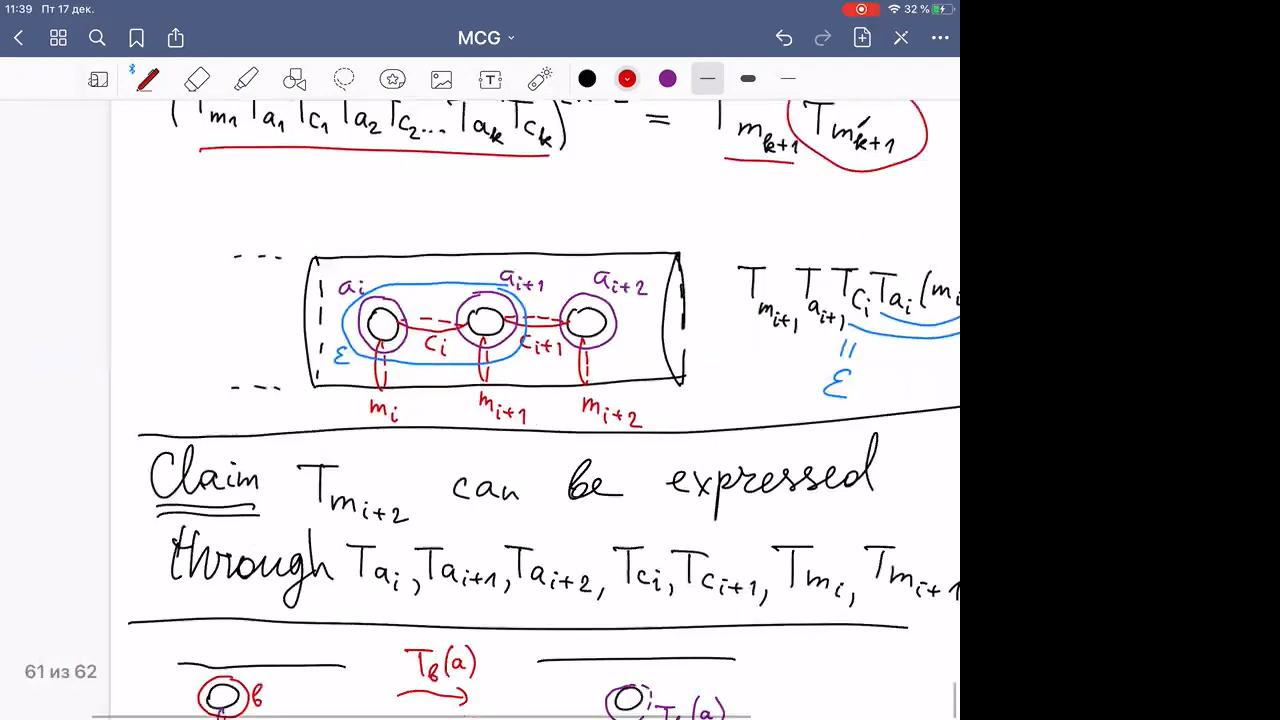 11:39 Пт 17 дек. 32 %
MCG
(T_{m_1} T_{a_1} T_{c_1} T_{a_2} T_{c_2} ... T_{a_k} T_{c_k}) = T_{m_{k+1}} T_{m'_{k+1}}
a_i a_{i+1} a_{i+2}
T_{m_{i+1}} T_{a_{i+1}} T_{c_i} T_{a_i} (m_i
c_i c_{i+1}
ε
=
ε
m_i m_{i+1} m_{i+2}
Claim T_{m_{i+2}} can be expressed
through T_{a_i}, T_{a_{i+1}}, T_{a_{i+2}}, T_{c_i}, T_{c_{i+1}}, T_{m_i}, T_{m_{i+1}}
T_b(a)
61 из 62
b
T_b(a)